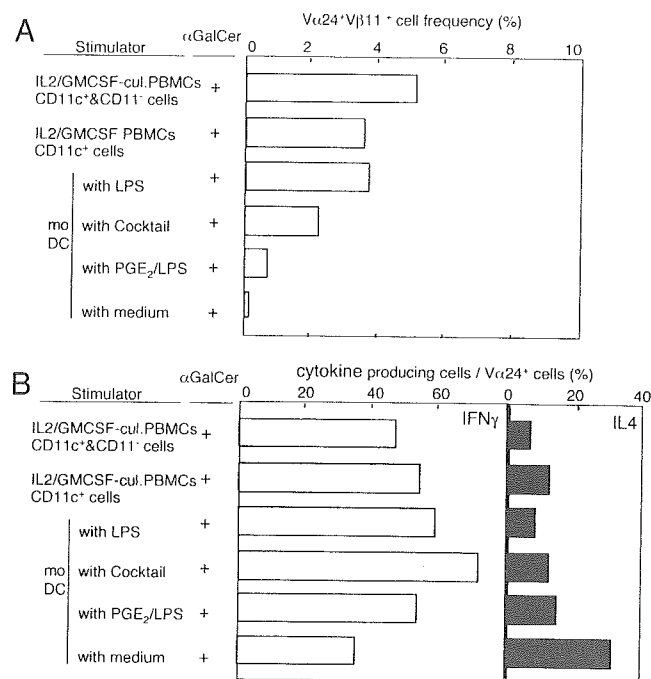 A
Vα24⁺Vβ11 ⁺ cell frequency (%)
Stimulator
αGalCer
0 2 4 6 8 10
IL2/GMCSF-cul.PBMCs
CD11c⁺&CD11⁻ cells
+
IL2/GMCSF PBMCs
CD11c⁺ cells
+
mo
DC
with LPS +
with Cocktail +
with PGE₂/LPS +
with medium +
B
cytokine producing cells / Vα24⁺ cells (%)
Stimulator
αGalCer
0 20 40 60 80
0 20 40
IFNγ
IL4
IL2/GMCSF-cul.PBMCs
CD11c⁺&CD11⁻ cells
+
IL2/GMCSF-cul.PBMCs
CD11c⁺ cells
+
mo
DC
with LPS +
with Cocktail +
with PGE₂/LPS +
with medium +